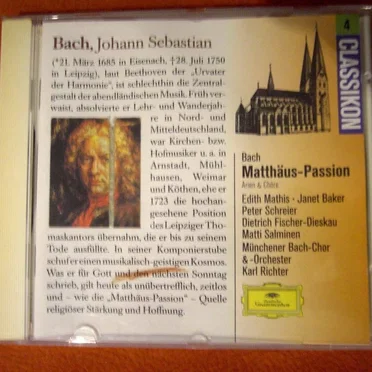 Bach, Johann Sebastian
(*21. März 1685 in Eisenach, †28. Juli 1750
in Leipzig), laut Beethoven der „Urvater
der Harmonie“, ist schlechthin die Zentral-
gestalt der abendländischen Musik. Früh ver-
waist, absolvierte er Lehr- und Wanderjah-
re in Nord- und
Mitteldeutschland,
war Kirchen- bzw.
Hofmusiker u. a. in
Arnstadt, Mühl-
hausen, Weimar
und Köthen, ehe er
1723 die hochan-
gesehene Position
des Leipziger Tho-
maskantors übernahm, die er bis zu seinem
Tode ausfüllte. In seiner Komponierstube
schuf er einen musikalisch-geistigen Kosmos.
Was er für Gott und den nächsten Sonntag
schrieb, gilt heute als unübertrefflich, zeitlos
und – wie die „Matthäus-Passion“ – Quelle
religiöser Stärkung und Hoffnung.
4
CLASSIKON
Bach
Matthäus-Passion
Arien & Chöre
Edith Mathis · Janet Baker
Peter Schreier
Dietrich Fischer-Dieskau
Matti Salminen
Münchener Bach-Chor
& -Orchester
Karl Richter
Deutsche
Grammophon